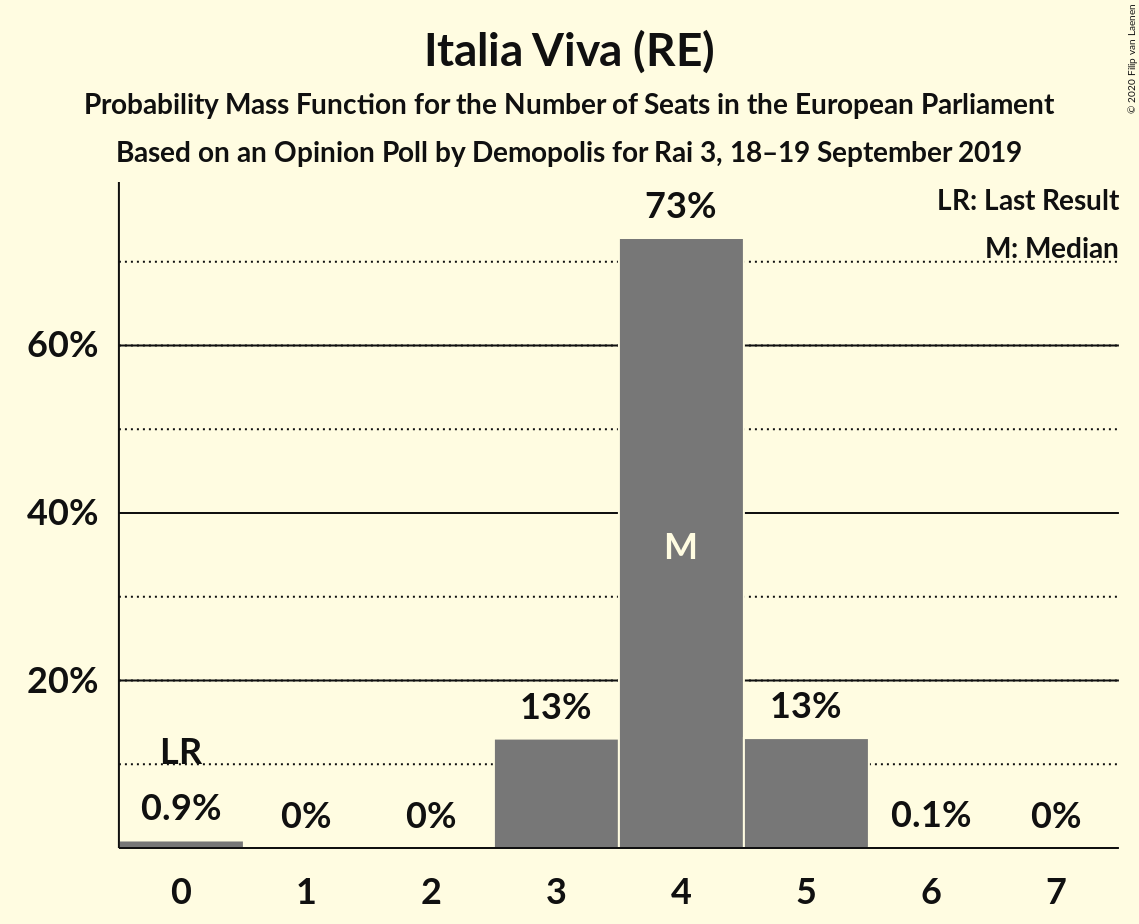 Italia Viva (RE)
Probability Mass Function for the Number of Seats in the European Parliament
Based on an Opinion Poll by Demopolis for Rai 3, 18–19 September 2019
© 2020 Filip van Laenen
LR: Last Result
M: Median
73%
60%
40%
M
20%
13%
13%
LR
0.9%
0%
0%
0.1%
0%
0 1 2 3 4 5 6 7